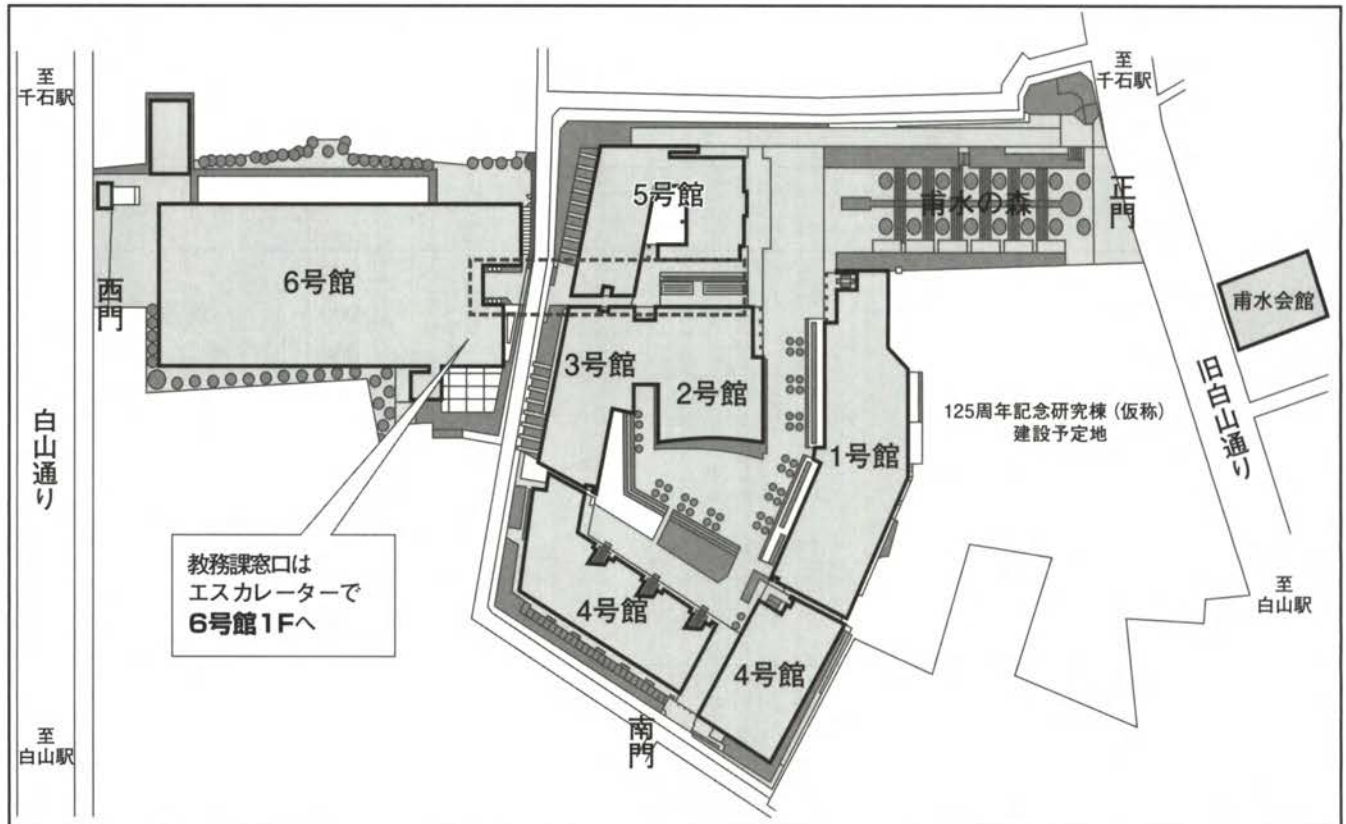 至
千石駅
至
千石駅
5号館
甫水の森
正門
6号館
西門
甫水会館
3号館
2号館
125周年記念研究棟（仮称）
建設予定地
1号館
旧白山通り
白山通り
教務課窓口は
エスカレーターで
6号館1Fへ
4号館
4号館
至
白山駅
南門
至
白山駅